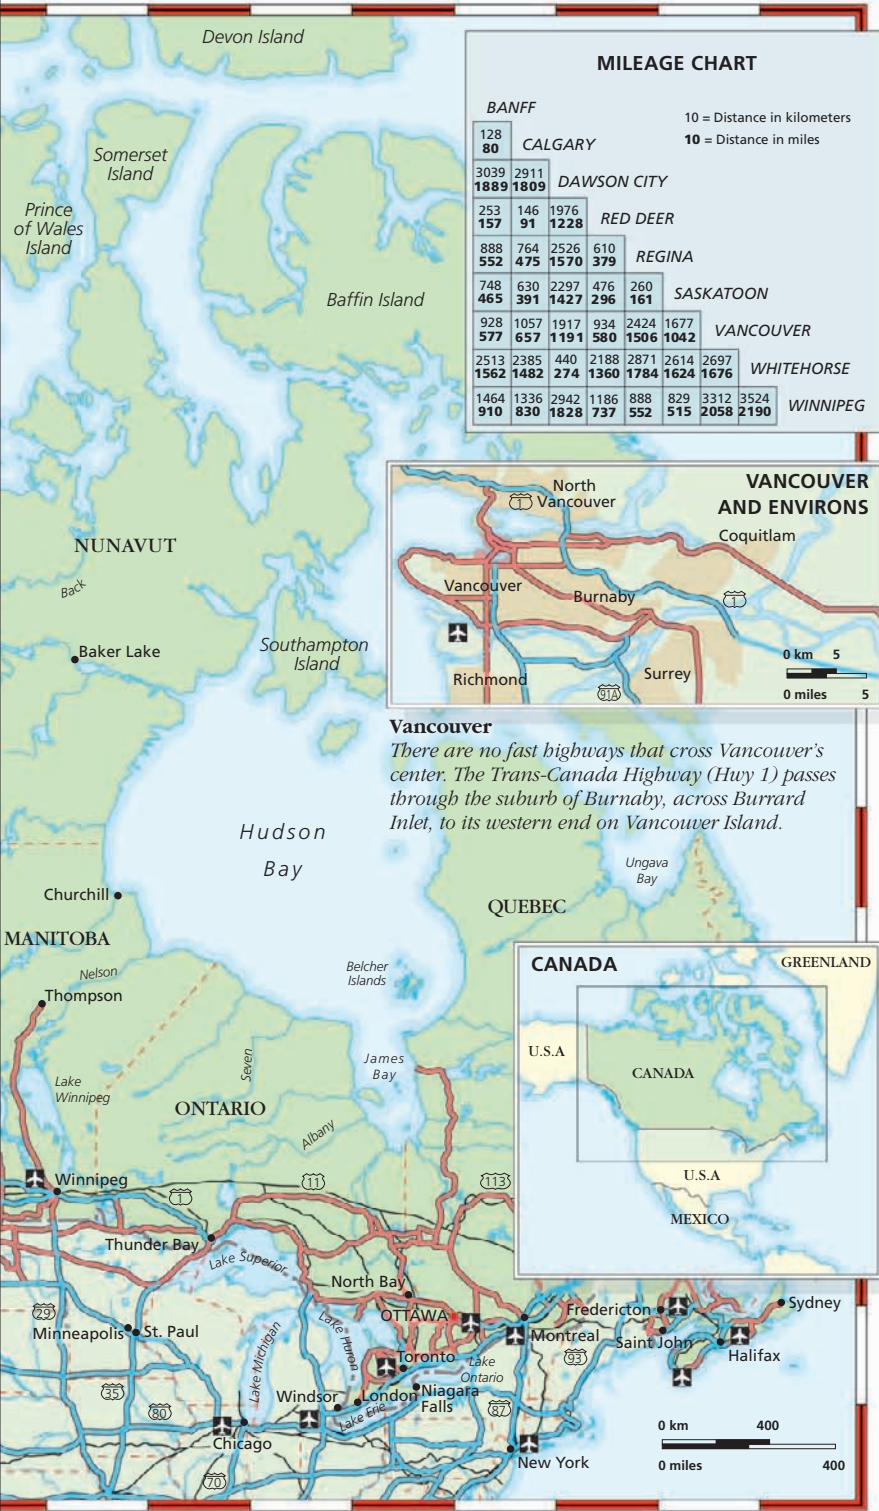 Devon Island
MILEAGE CHART
BANFF
10 = Distance in kilometers
10 = Distance in miles
128
80
CALGARY
3039 2911
1889 1809
DAWSON CITY
253 146 1976
157 91 1228
RED DEER
888 764 2526 610
552 475 1570 379
REGINA
748 630 2297 476 260
465 391 1427 296 161
SASKATOON
928 1057 1917 934 2424 1677
577 657 1191 580 1506 1042
VANCOUVER
2513 2385 440 2188 2871 2614 2697
1562 1482 274 1360 1784 1624 1676
WHITEHORSE
1464 1336 2942 1186 888 829 3312 3524
910 830 1828 737 552 515 2058 2190
WINNIPEG
Somerset
Island
Prince
of Wales
Island
Baffin Island
NUNAVUT
Back
Baker Lake
Southampton
Island
VANCOUVER
AND ENVIRONS
North
Vancouver
1
Coquitlam
Vancouver
Burnaby
1
Richmond
Surrey
91A
0 km 5
0 miles 5
Vancouver
There are no fast highways that cross Vancouver's
center. The Trans-Canada Highway (Hwy 1) passes
through the suburb of Burnaby, across Burrard
Inlet, to its western end on Vancouver Island.
Hudson
Bay
Ungava
Bay
Churchill
QUEBEC
MANITOBA
Nelson
Thompson
Belcher
Islands
CANADA
GREENLAND
U.S.A
CANADA
U.S.A
MEXICO
Lake
Winnipeg
Seven
James
Bay
ONTARIO
Albany
Winnipeg
1
11
113
Thunder Bay
Lake Superior
North Bay
OTTAWA
Fredericton
Sydney
29
Minneapolis
St. Paul
Lake Michigan
Lake Huron
Montreal
Saint John
Halifax
93
Toronto
Lake
Ontario
35
80
Windsor
London
Niagara
Falls
Lake Erie
87
Chicago
New York
70
0 km 400
0 miles 400